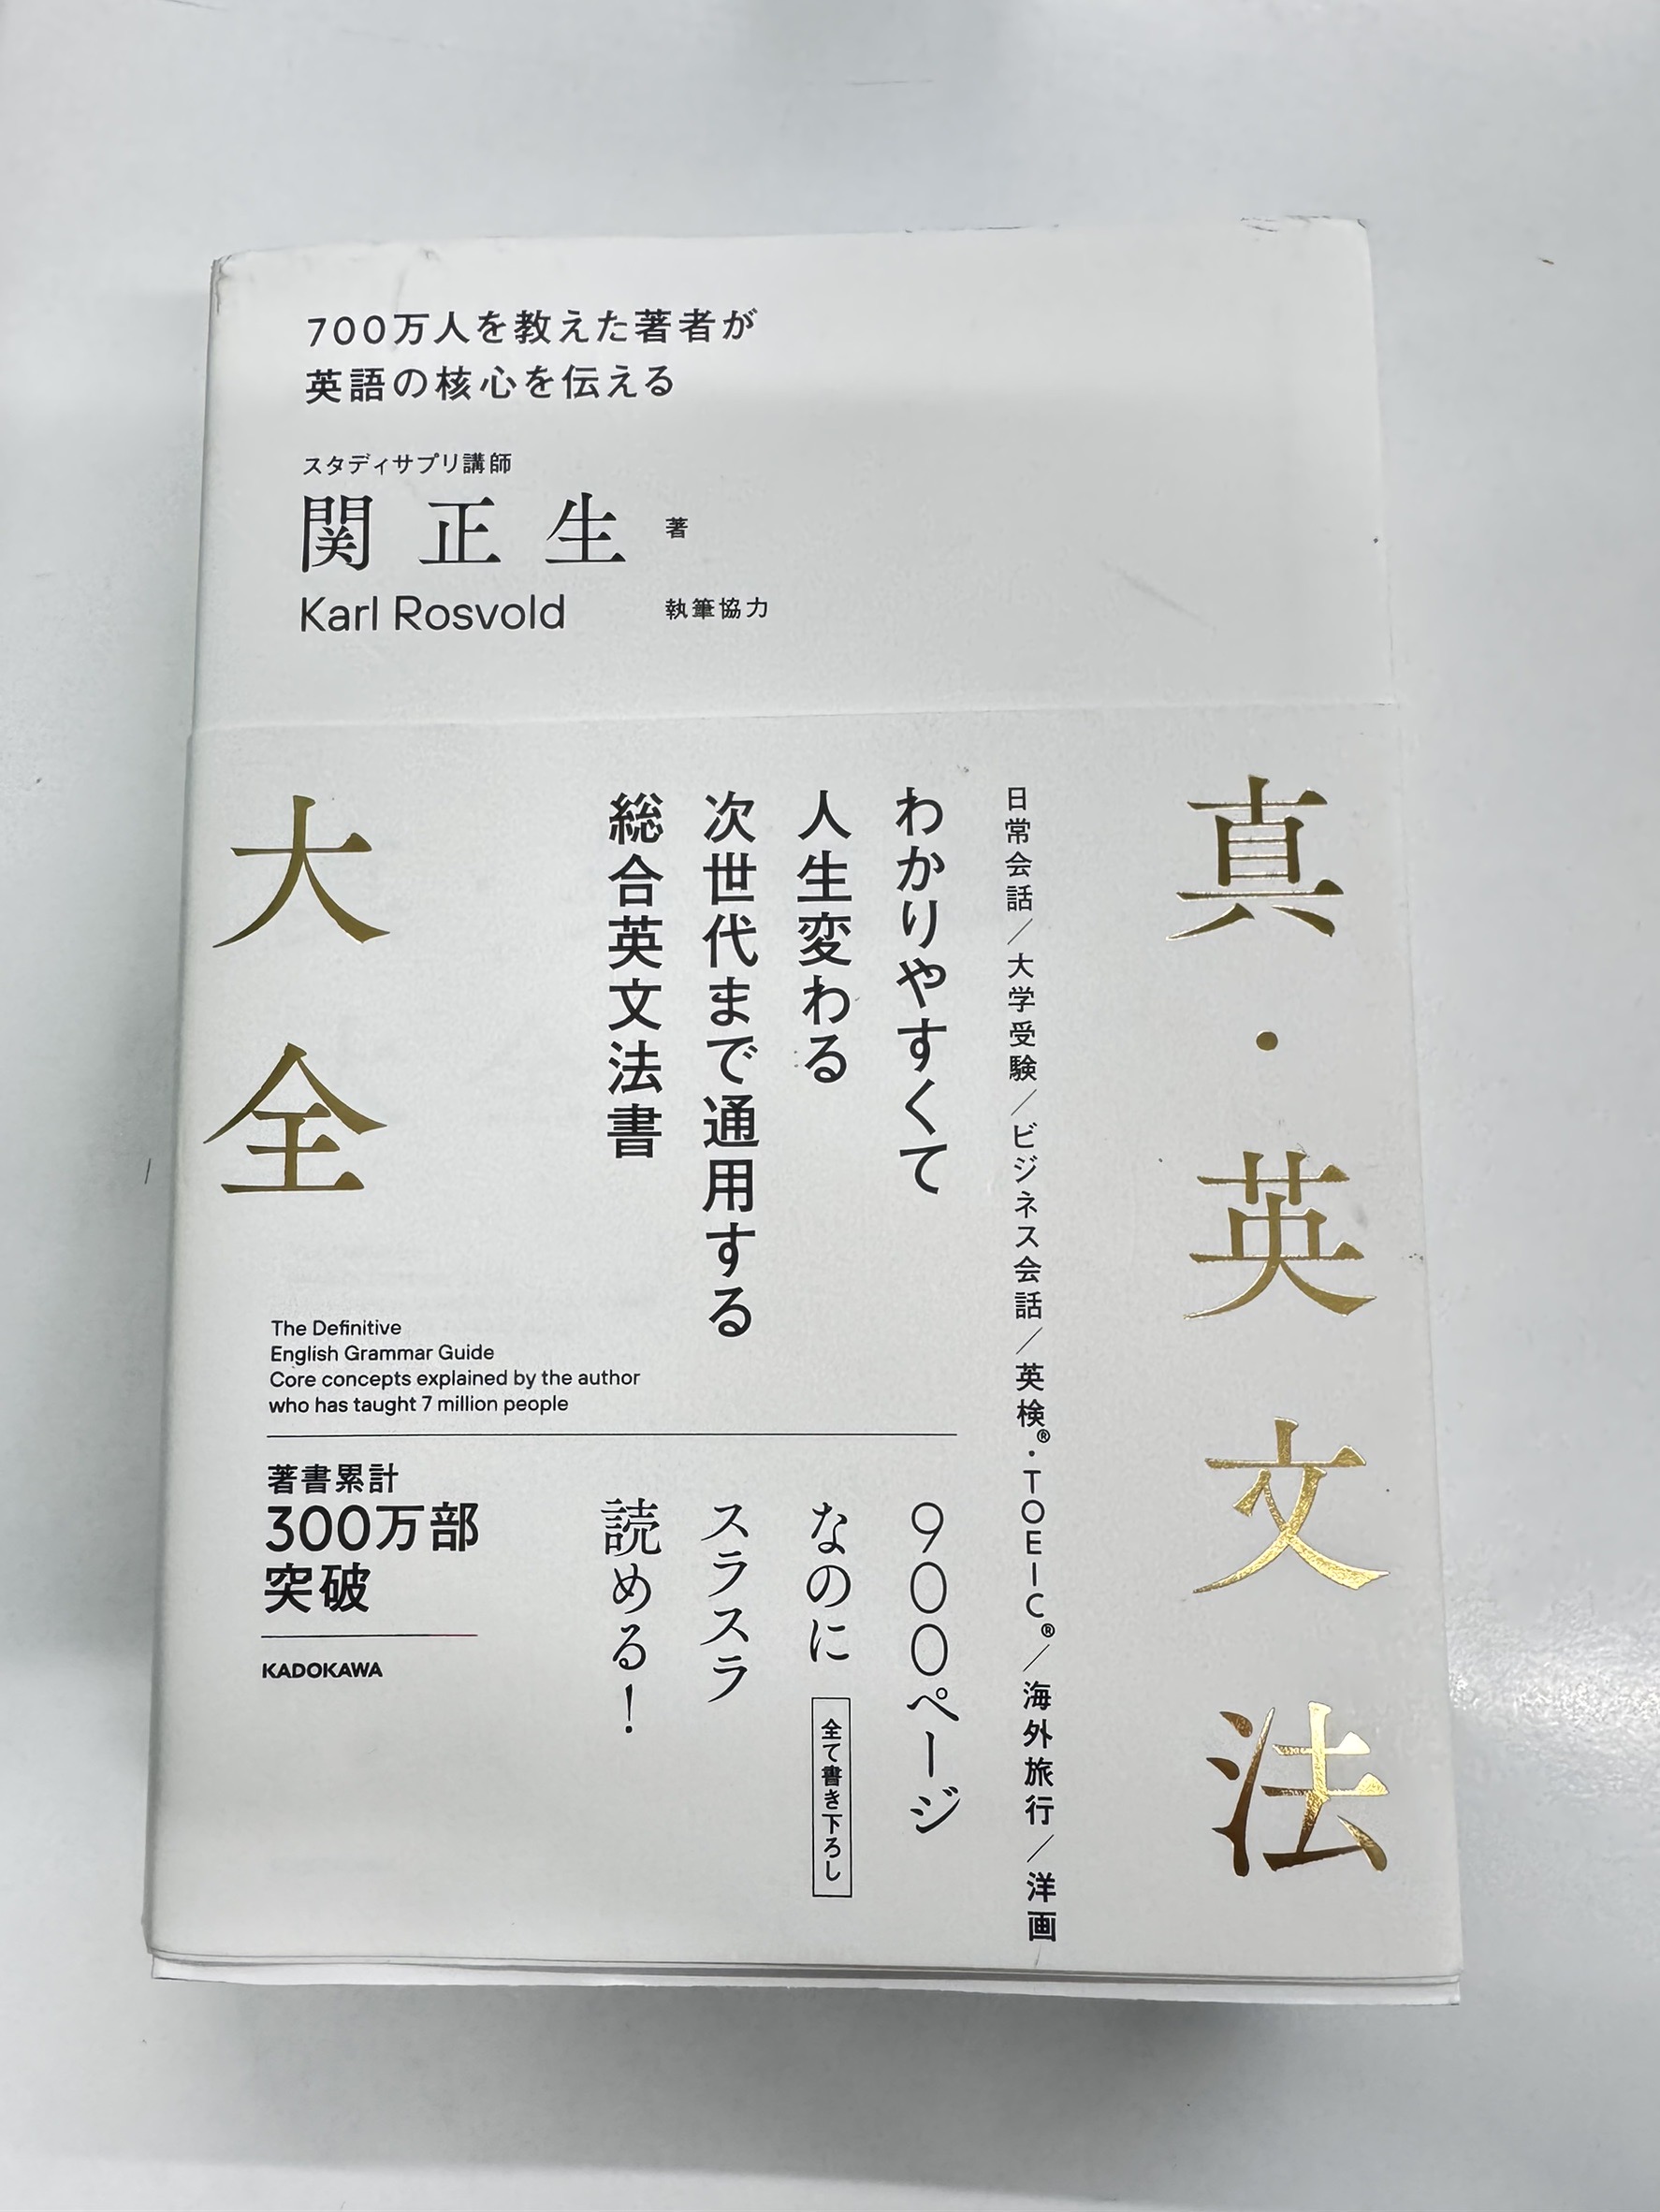 700万人を教えた著者が
英語の核心を伝える
スタディサプリ講師
関正生 著
Karl Rosvold 執筆協力
真・英文法
日常会話／大学受験／ビジネス会話／英検®・TOEIC®／海外旅行／洋画
わかりやすくて
人生変わる
次世代まで通用する
総合英文法書
大全
The Definitive
English Grammar Guide
Core concepts explained by the author
who has taught 7 million people
900ページ
なのに
全て書き下ろし
スラスラ
読める！
著書累計
300万部
突破
KADOKAWA